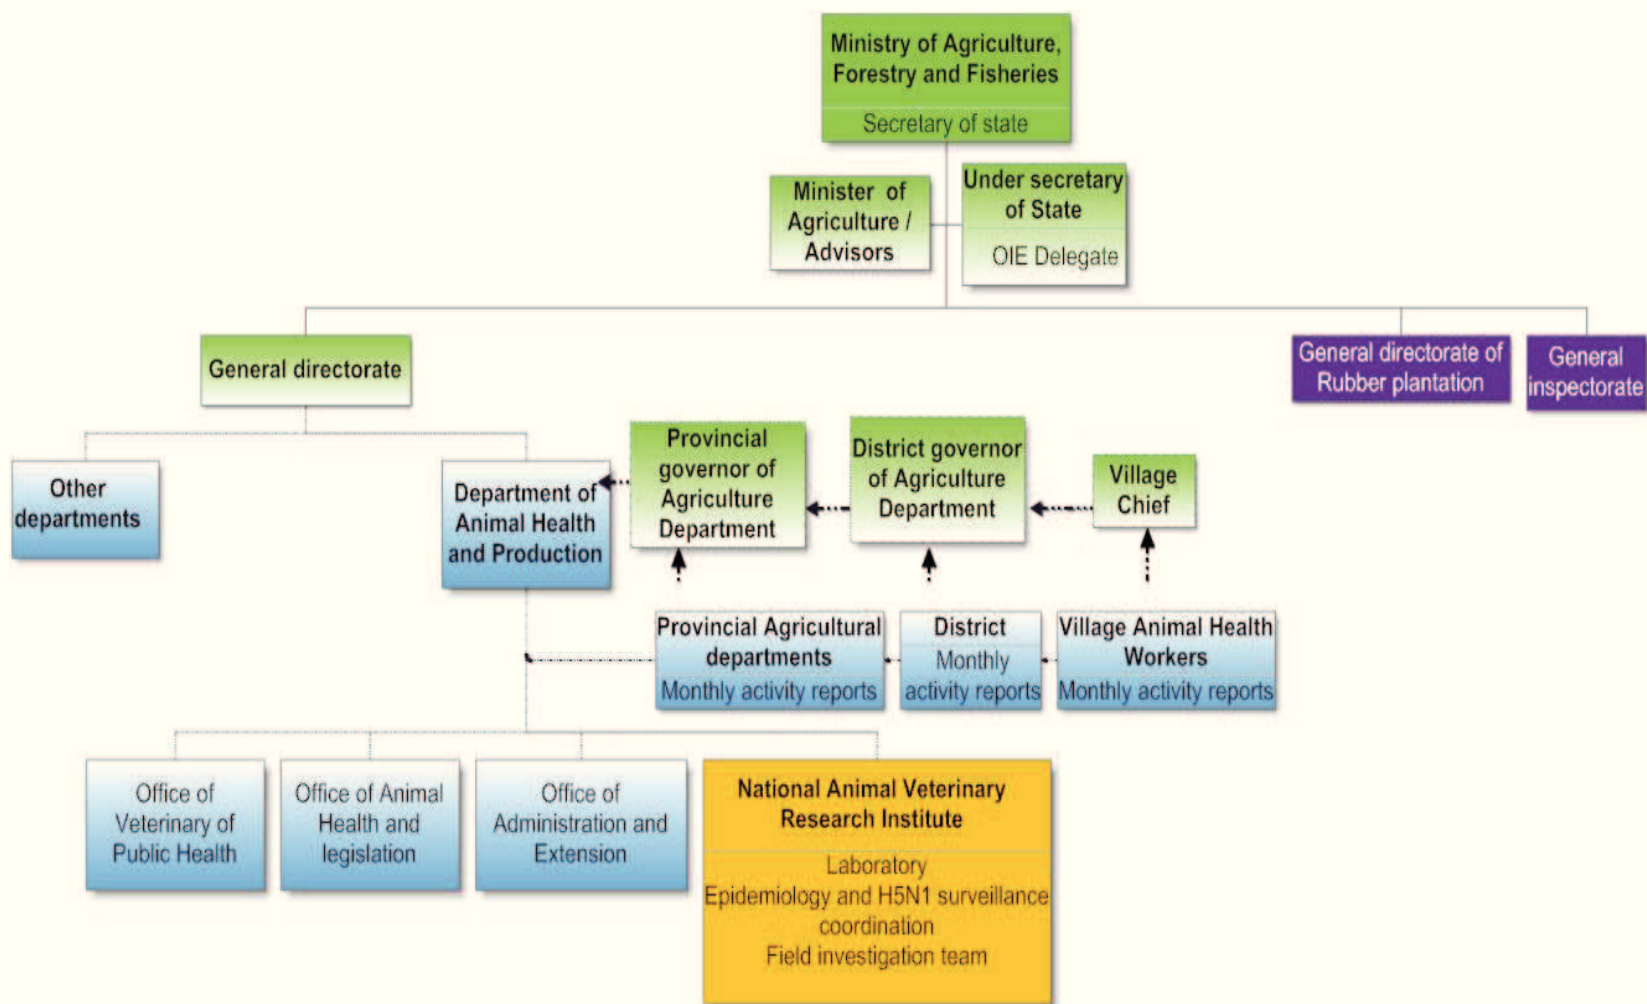 Ministry of Agriculture,
Forestry and Fisheries
Secretary of state
Minister of
Agriculture /
Advisors
Under secretary
of State
OIE Delegate
General directorate
General directorate of
Rubber plantation
General
inspectorate
Other
departments
Department of
Animal Health
and Production
Provincial
governor of
Agriculture
Department
District governor
of Agriculture
Department
Village
Chief
Provincial Agricultural
departments
Monthly activity reports
District
Monthly
activity reports
Village Animal Health
Workers
Monthly activity reports
Office of
Veterinary of
Public Health
Office of Animal
Health and
legislation
Office of
Administration and
Extension
National Animal Veterinary
Research Institute
Laboratory
Epidemiology and H5N1 surveillance
coordination
Field investigation team